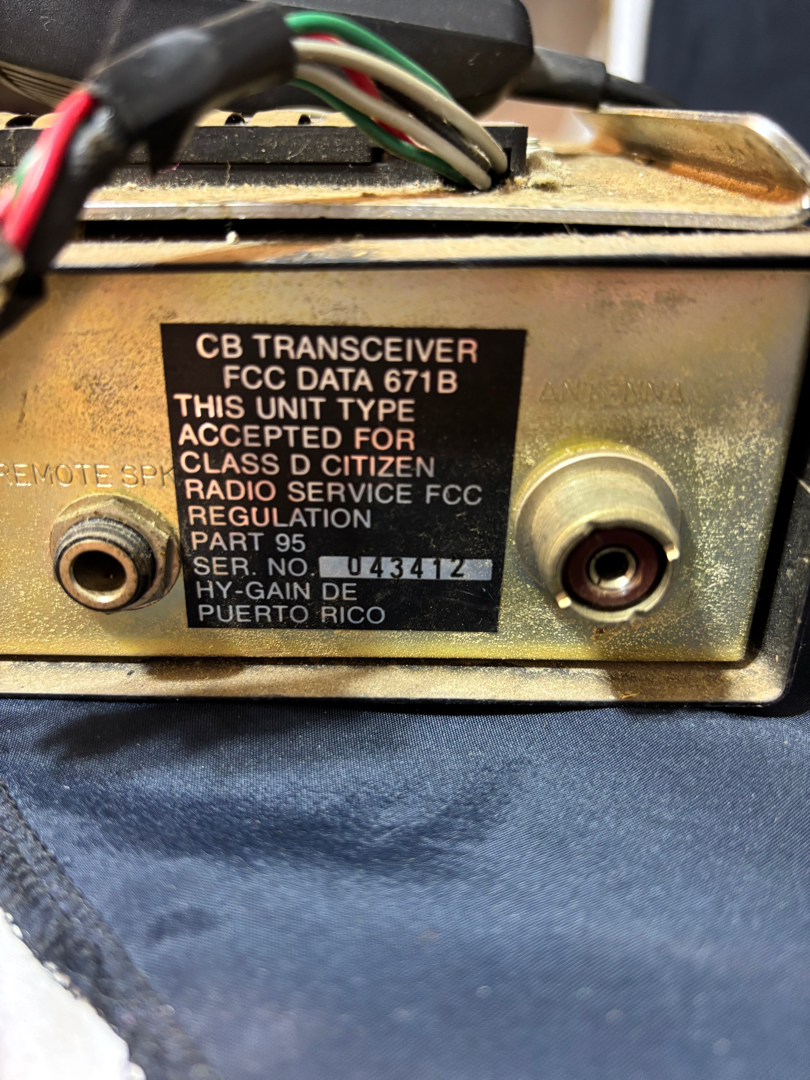 CB TRANSCEIVER
FCC DATA 671B
THIS UNIT TYPE
ACCEPTED FOR
CLASS D CITIZEN
RADIO SERVICE FCC
REGULATION
PART 95
SER. NO. 043412
HY-GAIN DE
PUERTO RICO
REMOTE SPK
ANTENNA